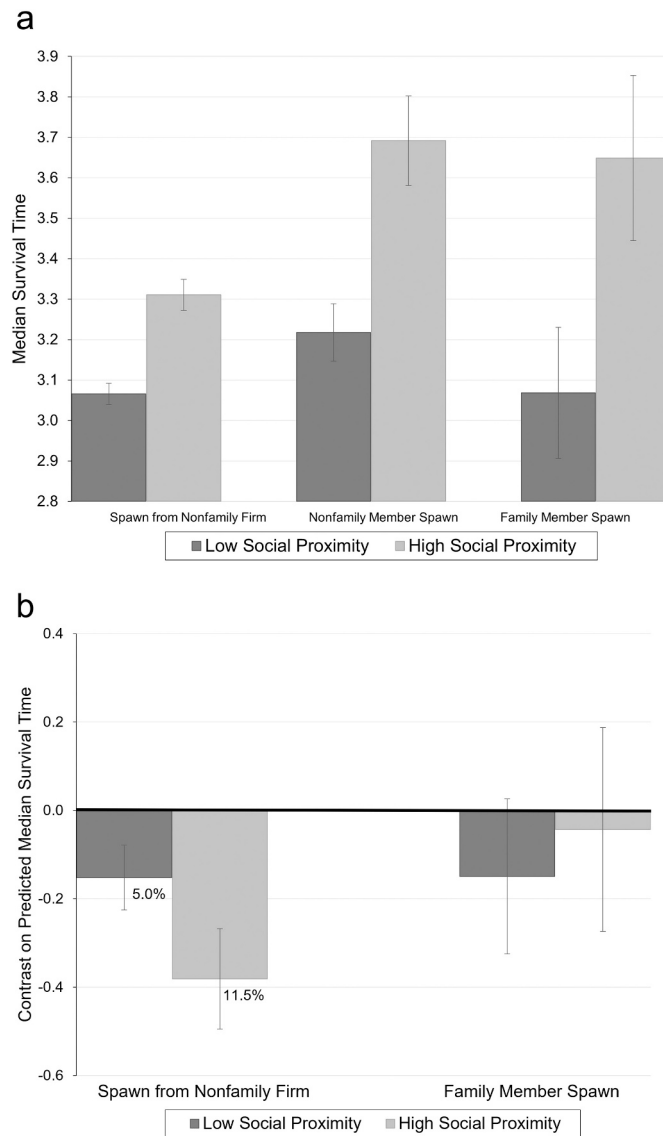 a
Median Survival Time
3.9
3.8
3.7
3.6
3.5
3.4
3.3
3.2
3.1
3.0
2.9
2.8
Spawn from Nonfamily Firm Nonfamily Member Spawn Family Member Spawn
Low Social Proximity High Social Proximity
b
Contrast on Predicted Median Survival Time
0.4
0.2
0.0
-0.2
-0.4
-0.6
5.0%
11.5%
Spawn from Nonfamily Firm Family Member Spawn
Low Social Proximity High Social Proximity